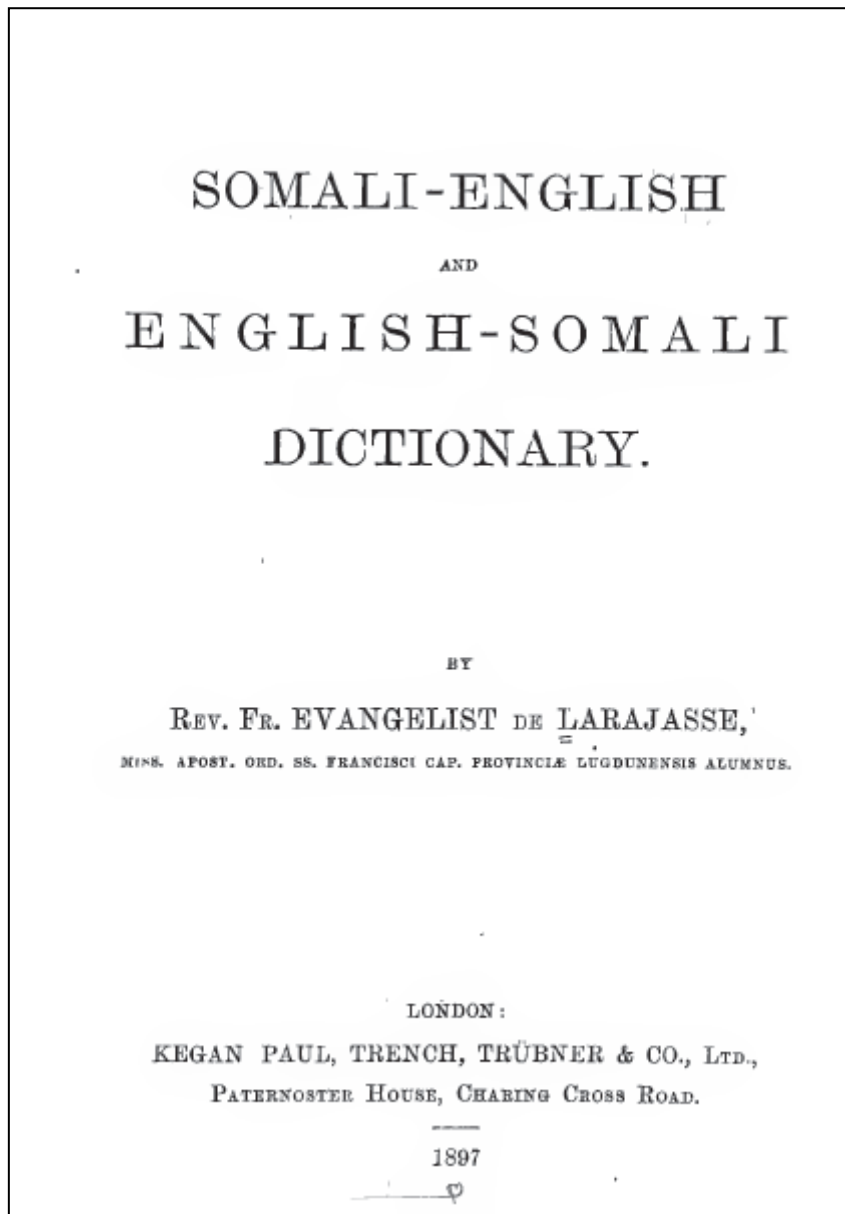 SOMALI-ENGLISH
AND
ENGLISH-SOMALI
DICTIONARY.
BY
REV. FR. EVANGELIST DE LARAJASSE,
MISS. APOST. ORD. SS. FRANCISCI CAP. PROVINCIÆ LUGDUNENSIS ALUMNUS.
LONDON:
KEGAN PAUL, TRENCH, TRÜBNER & CO., LTD.,
PATERNOSTER HOUSE, CHARING CROSS ROAD.
1897